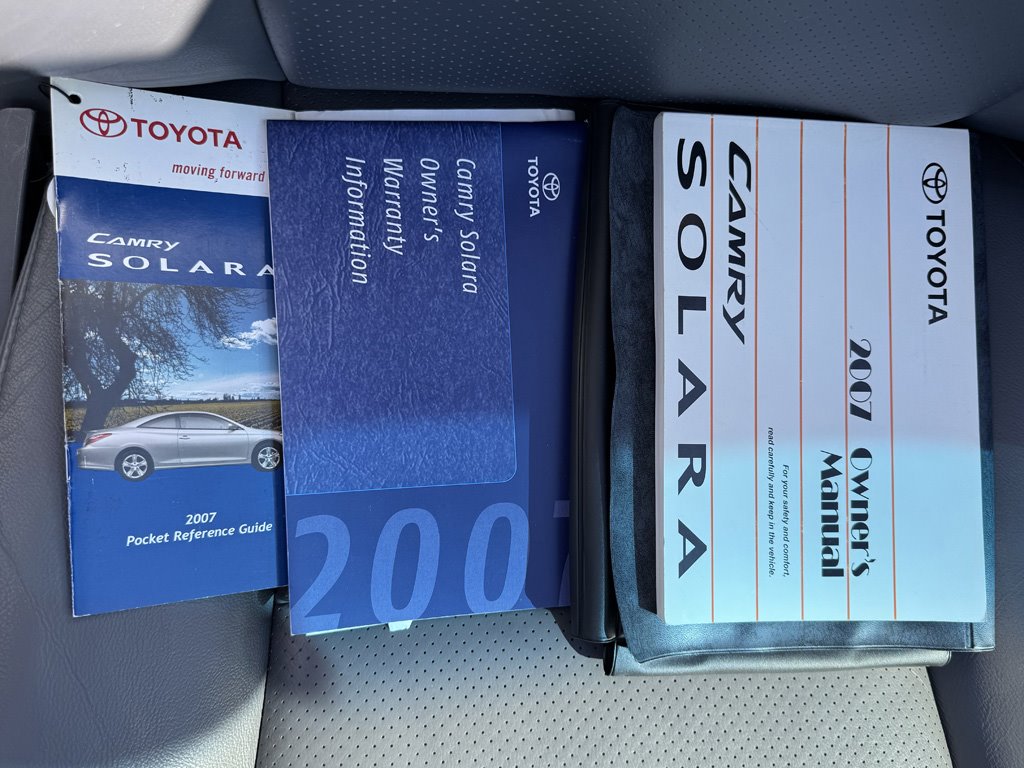 TOYOTA
moving forward
CAMRY
SOLARA
2007
Pocket Reference Guide
TOYOTA
Camry Solara
Owner's
Warranty
Information
2007
TOYOTA
2007 Owner's
Manual
For your safety and comfort,
read carefully and keep in the vehicle.
CAMRY
SOLARA